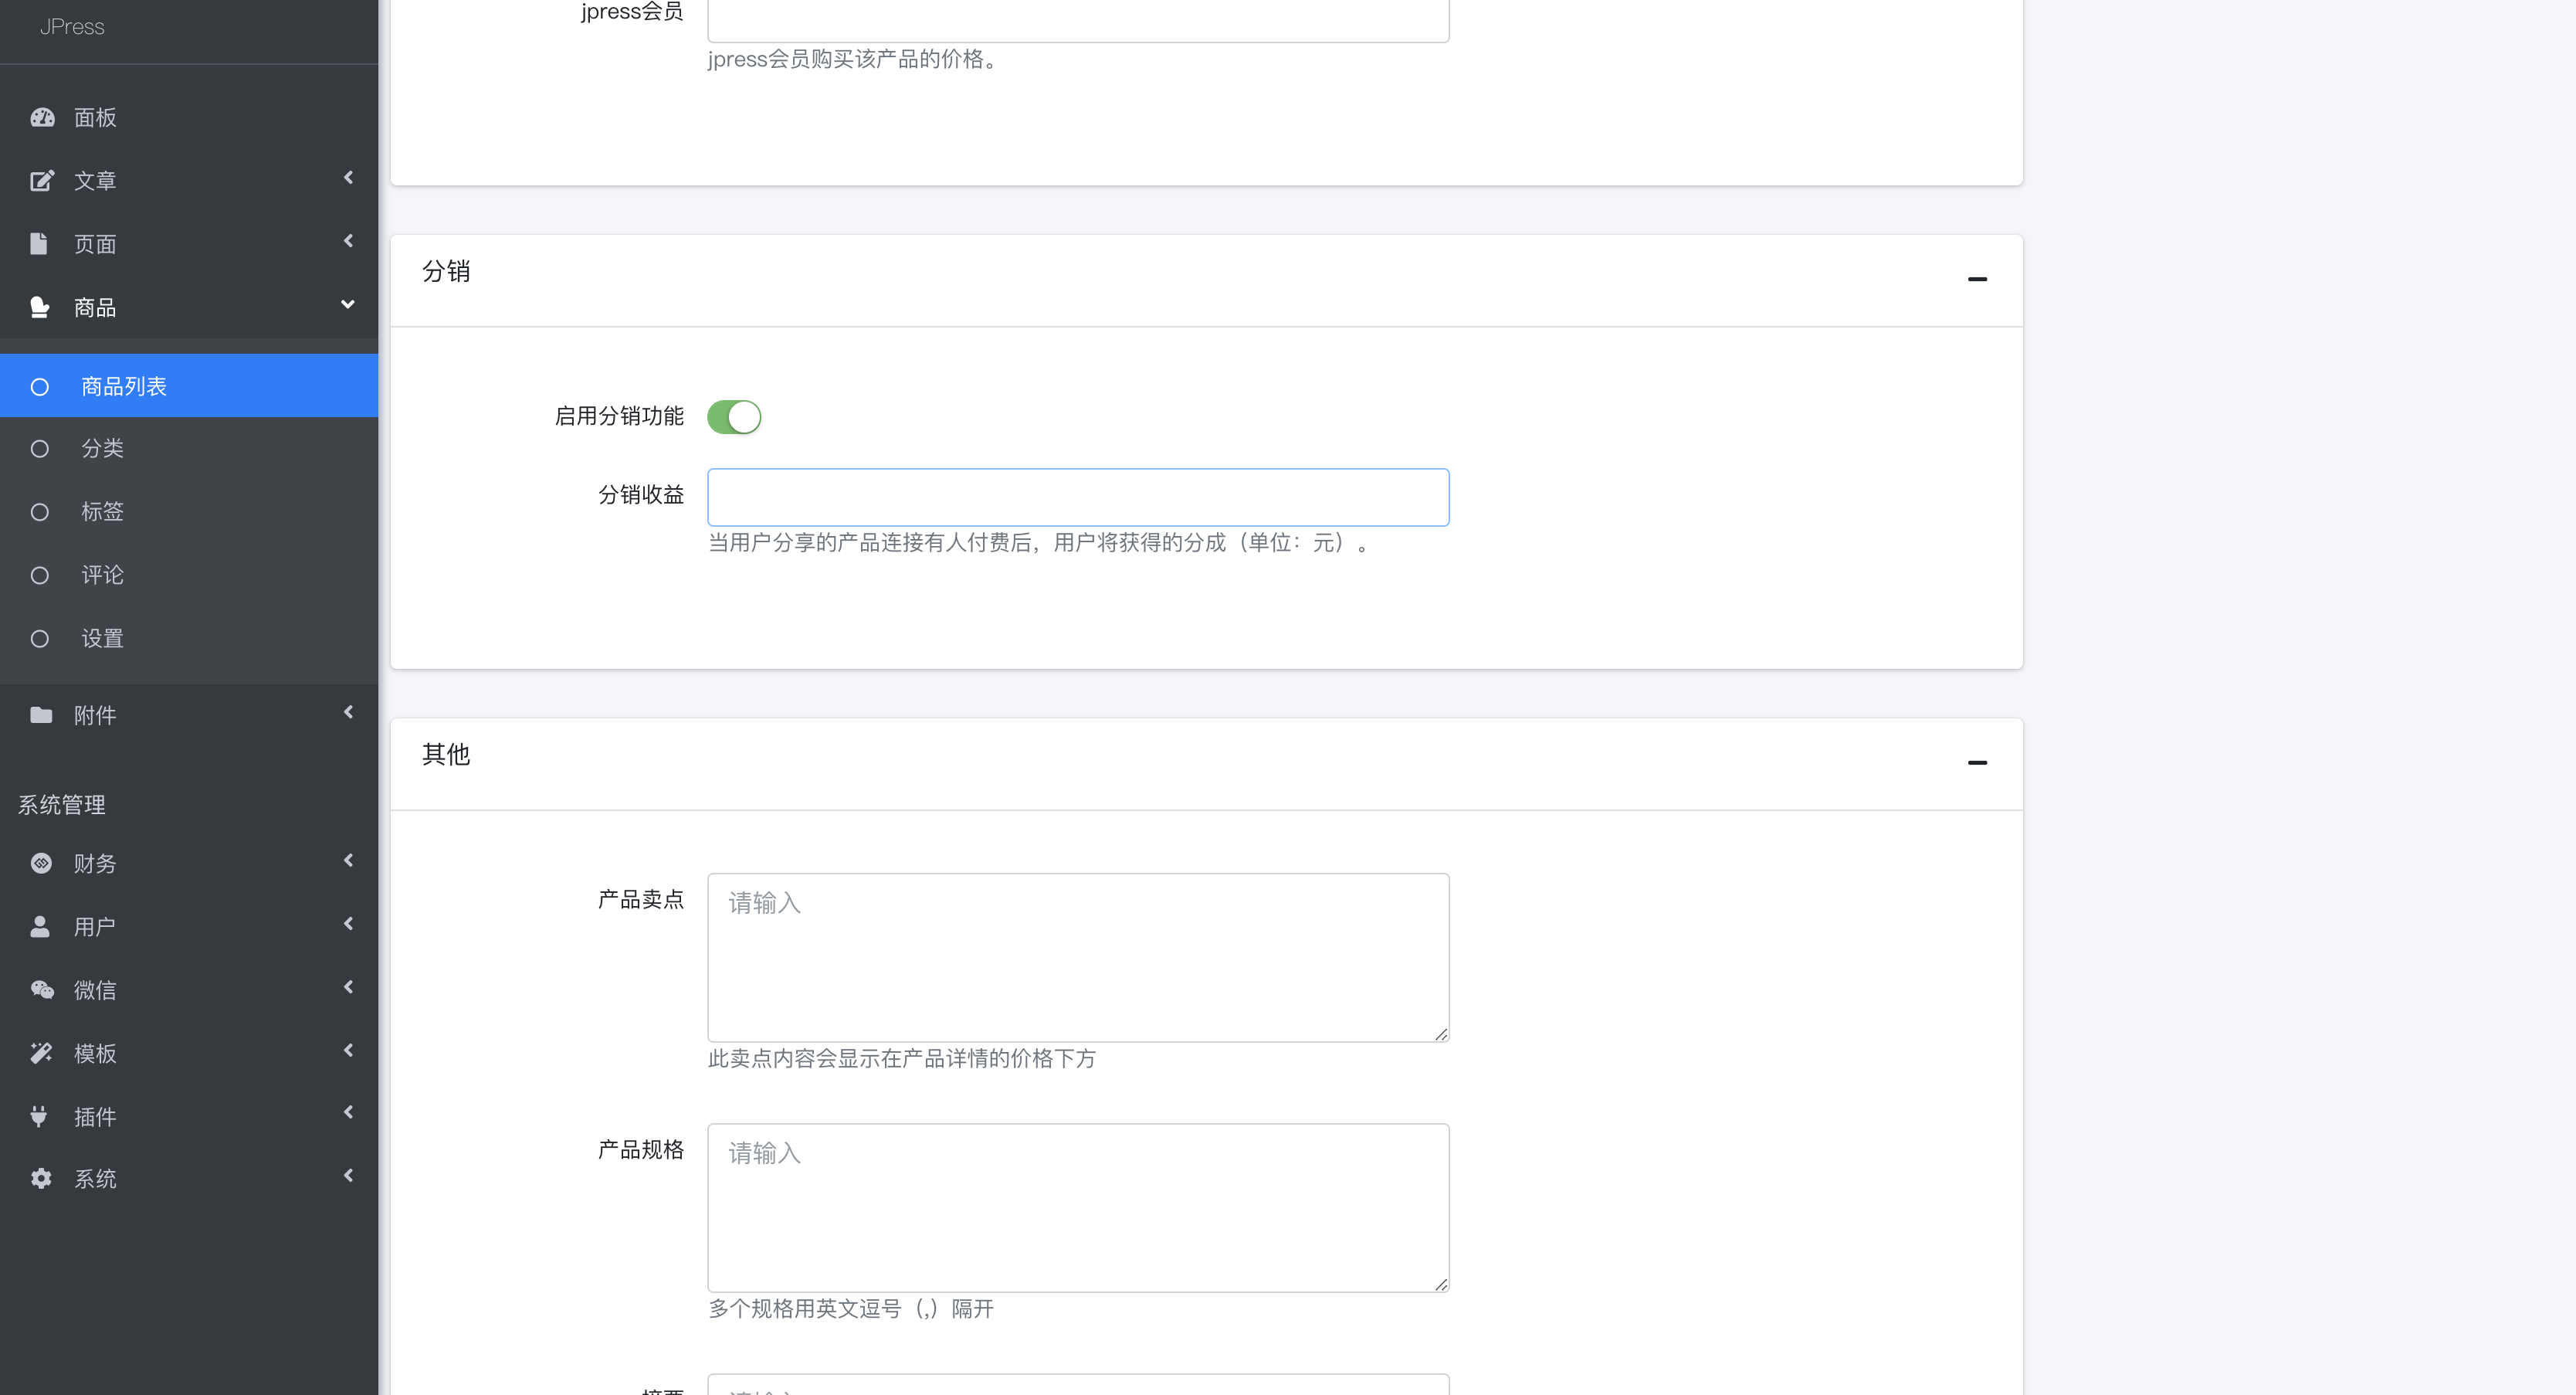 JPress
面板
文章
页面
商品
商品列表
分类
标签
评论
设置
附件
系统管理
财务
用户
微信
模板
插件
系统
jpress会员
jpress会员购买该产品的价格。
分销
启用分销功能
分销收益
当用户分享的产品连接有人付费后，用户将获得的分成（单位：元）。
其他
产品卖点
请输入
此卖点内容会显示在产品详情的价格下方
产品规格
请输入
多个规格用英文逗号（,）隔开